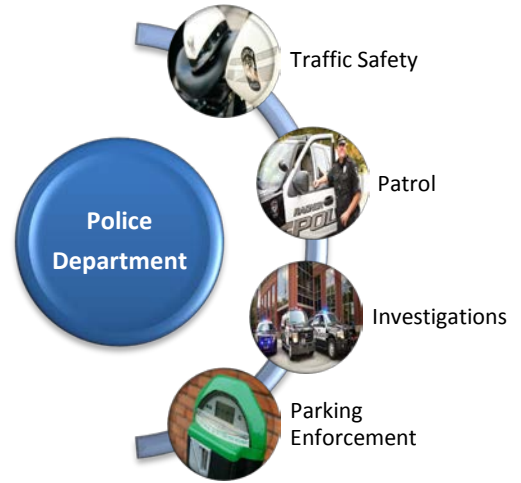 Traffic Safety
Patrol
Police
Department
Investigations
Parking
Enforcement